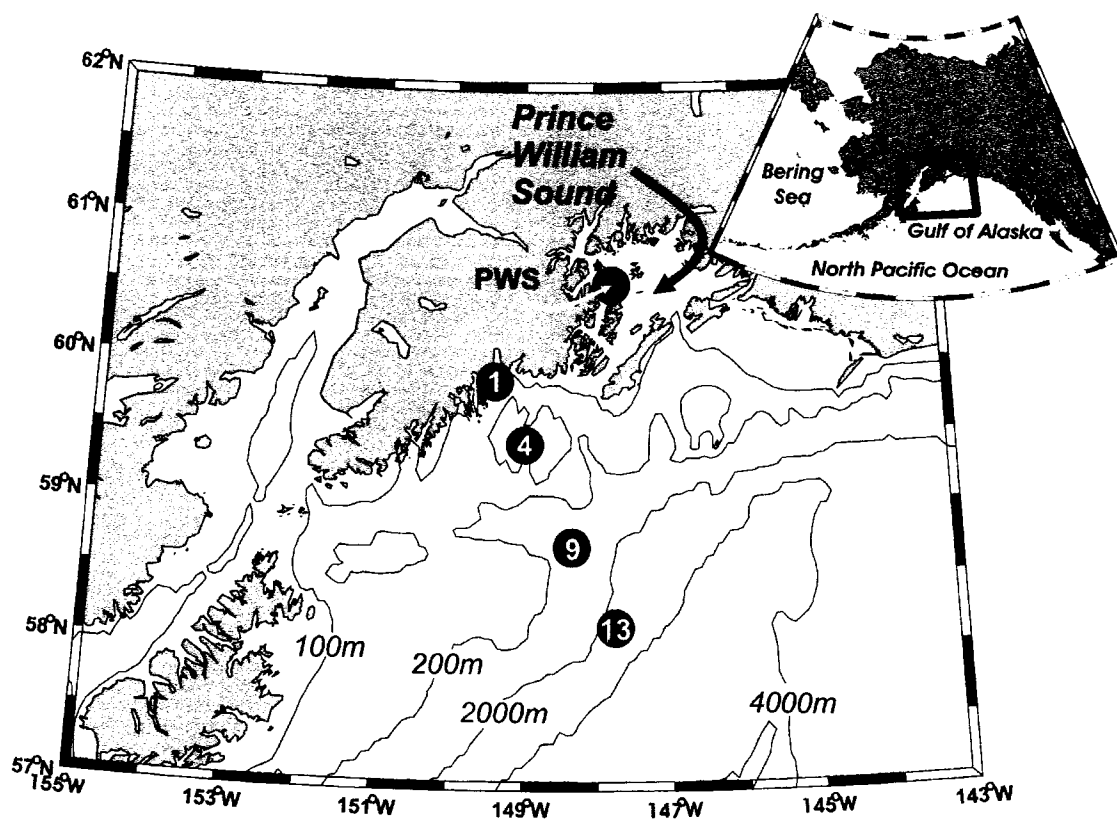 62°N
61°N
60°N
59°N
58°N
57°N
155°W
153°W
151°W
149°W
147°W
145°W
143°W
Prince
William
Sound
PWS
1
4
9
13
100m
200m
2000m
4000m
Bering
Sea
Gulf of Alaska
North Pacific Ocean